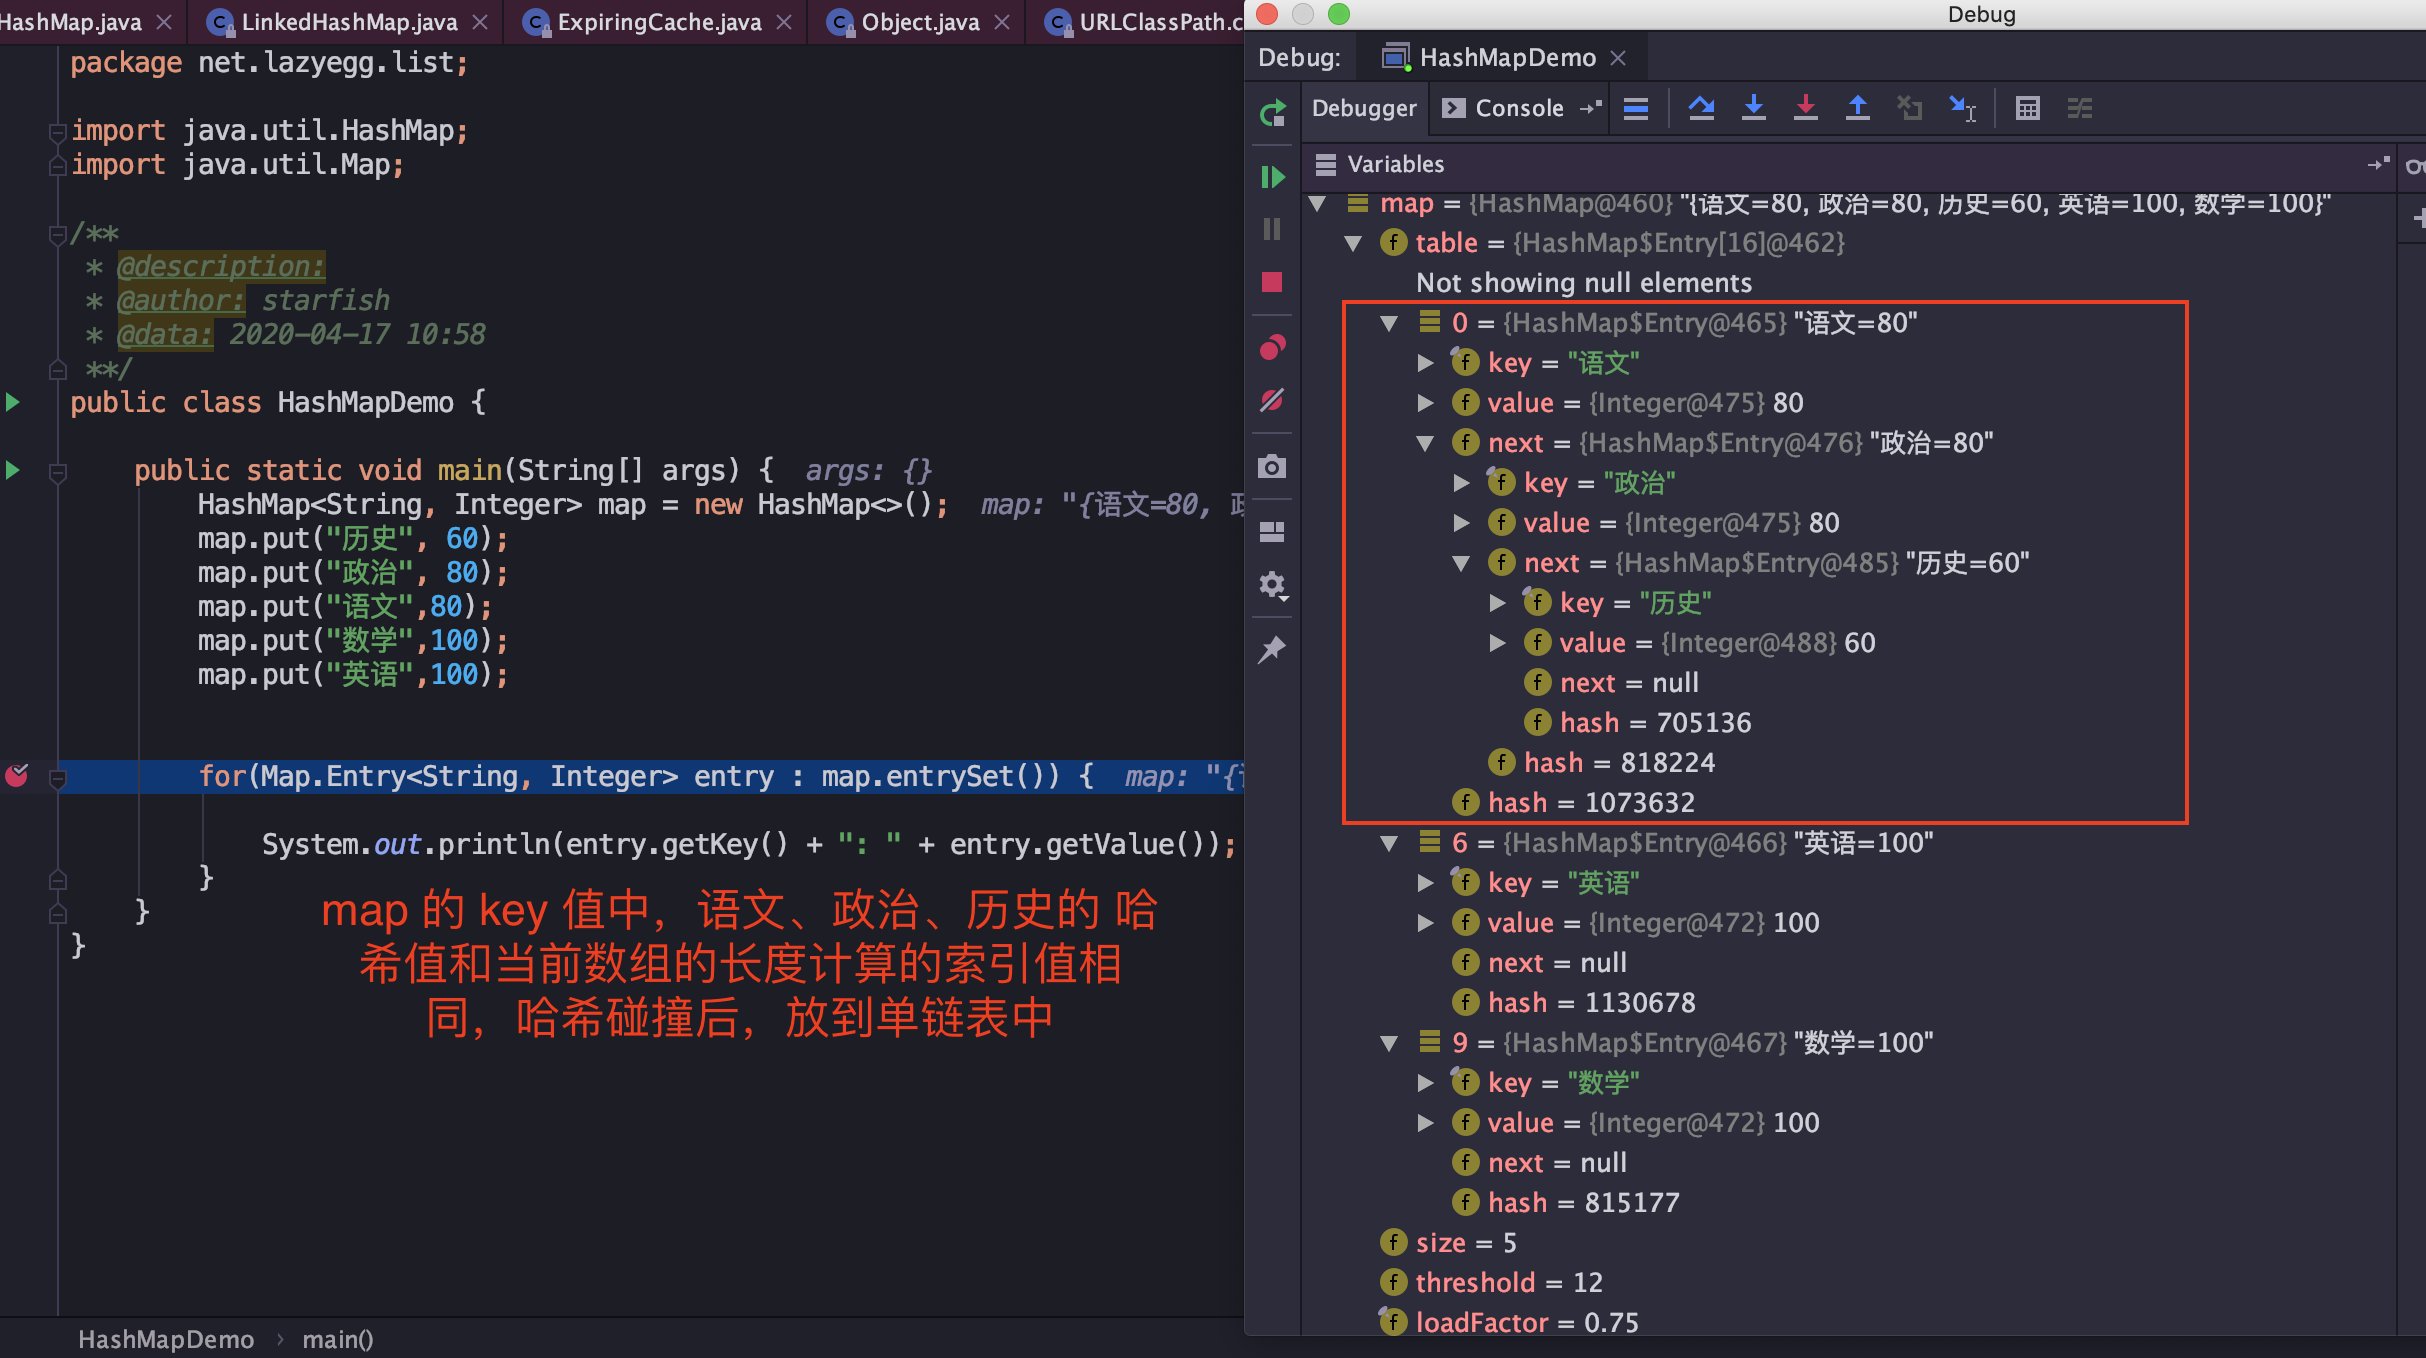 HashMap.java
LinkedHashMap.java
ExpiringCache.java
Object.java
URLClassPath.c
package net.lazyegg.list;
import java.util.HashMap;
import java.util.Map;
/**
* @description:
* @author: starfish
* @data: 2020-04-17 10:58
**/
public class HashMapDemo {
public static void main(String[] args) { args: {}
HashMap<String, Integer> map = new HashMap<>(); map: "{语文=80,
map.put("历史", 60);
map.put("政治", 80);
map.put("语文",80);
map.put("数学",100);
map.put("英语",100);
for(Map.Entry<String, Integer> entry : map.entrySet()) { map: "{
System.out.println(entry.getKey() + ": " + entry.getValue());
}
}
}
map 的 key 值中，语文、政治、历史的 哈
希值和当前数组的长度计算的索引值相
同，哈希碰撞后，放到单链表中
HashMapDemo › main()
Debug
Debug: HashMapDemo
Debugger Console
Variables
map = {HashMap@460} "{语文=80, 政治=80, 历史=60, 英语=100, 数学=100}"
table = {HashMap$Entry[16]@462}
Not showing null elements
0 = {HashMap$Entry@465} "语文=80"
key = "语文"
value = {Integer@475} 80
next = {HashMap$Entry@476} "政治=80"
key = "政治"
value = {Integer@475} 80
next = {HashMap$Entry@485} "历史=60"
key = "历史"
value = {Integer@488} 60
next = null
hash = 705136
hash = 818224
hash = 1073632
6 = {HashMap$Entry@466} "英语=100"
key = "英语"
value = {Integer@472} 100
next = null
hash = 1130678
9 = {HashMap$Entry@467} "数学=100"
key = "数学"
value = {Integer@472} 100
next = null
hash = 815177
size = 5
threshold = 12
loadFactor = 0.75